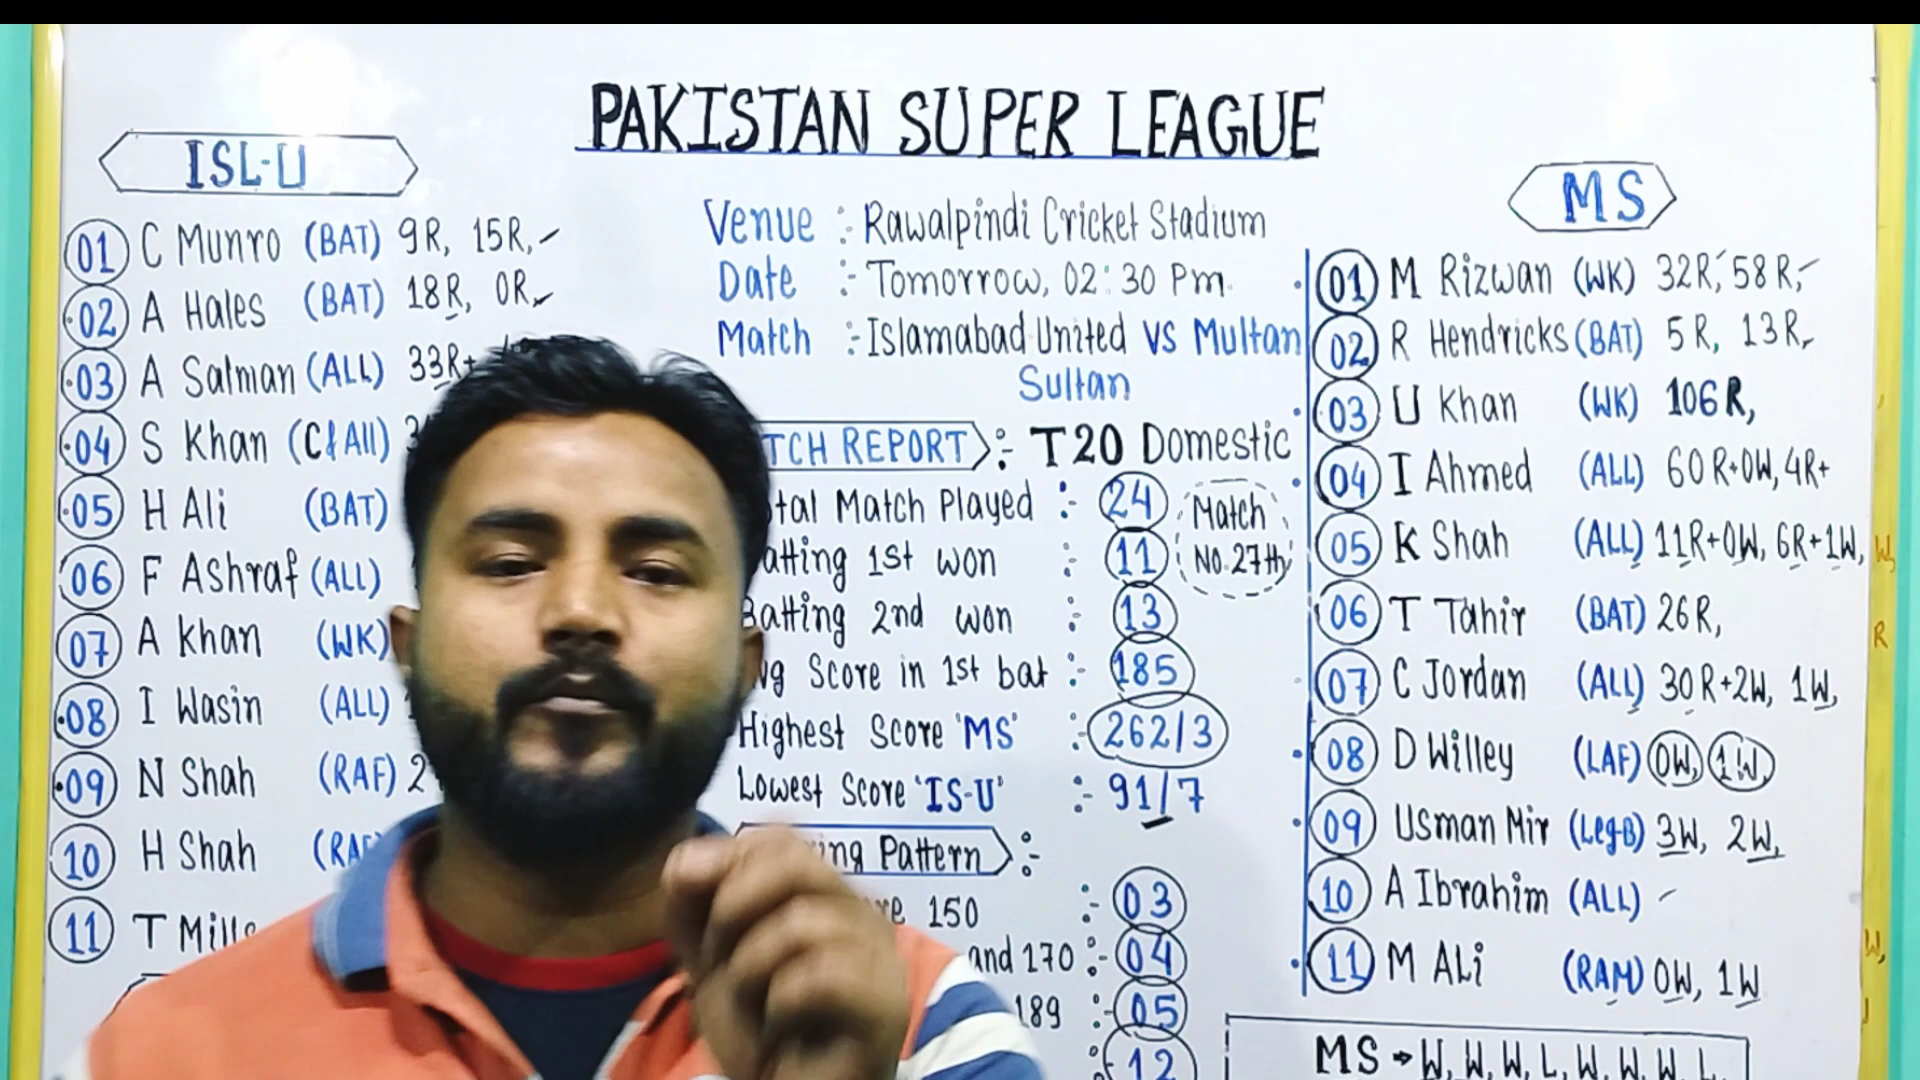 PAKISTAN SUPER LEAGUE
ISL-U
01 C Munro (BAT) 9R, 15R,
02 A Hales (BAT) 18R, 0R,
03 A Salman (ALL) 33R+
04 S Khan (C&All)
05 H Ali (BAT)
06 F Ashraf (ALL)
07 A Khan (WK)
08 I Wasin (ALL)
09 N Shah (RAF) 2
10 H Shah
11 T Mills
Venue :- Rawalpindi Cricket Stadium
Date :- Tomorrow, 02:30 Pm.
Match :- Islamabad United VS Multan
Sultan
TCH REPORT :- T20 Domestic
tal Match Played :- 24
atting 1st won : 11
Batting 2nd won : 13
vg Score in 1st bat :- 185
Highest Score 'MS' :- 262/3
Lowest Score 'IS-U' :- 91/7
Match
No. 27th
ing Pattern :-
re 150 :- 03
and 170 :- 04
189 :- 05
12
MS
01 M Rizwan (WK) 32R, 58R,
02 R Hendricks (BAT) 5R, 13R,
03 U Khan (WK) 106R,
04 I Ahmed (ALL) 60R+0W, 4R+
05 K Shah (ALL) 11R+0W, 6R+1W,
06 T Tahir (BAT) 26R,
07 C Jordan (ALL) 30R+2W, 1W,
08 D Willey (LAF) 0W, 1W,
09 Usman Mir (Leg-B) 3W, 2W,
10 A Ibrahim (ALL) -
11 M ALi (RAM) 0W, 1W
MS → W, W, W, L, W, W, W, L,